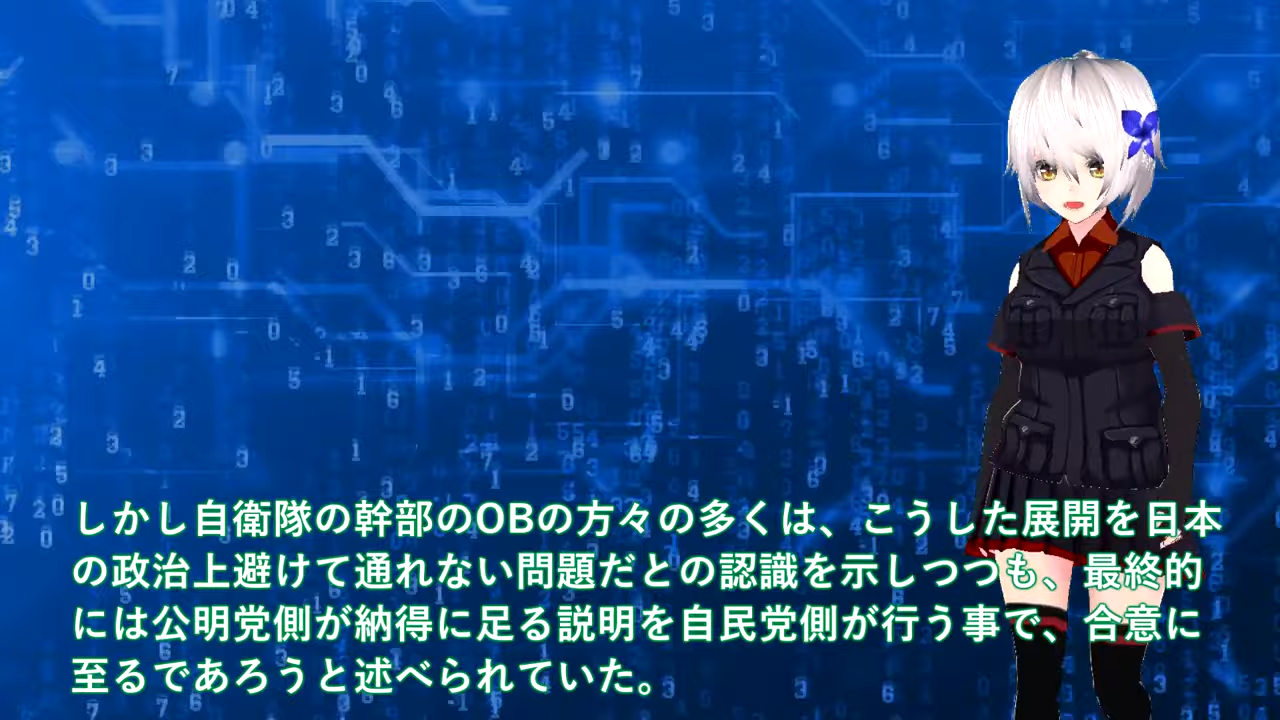 しかし自衛隊の幹部のOBの方々の多くは、こうした展開を日本
の政治上避けて通れない問題だとの認識を示しつつも、最終的
には公明党側が納得に足る説明を自民党側が行う事で、合意に
至るであろうと述べられていた。